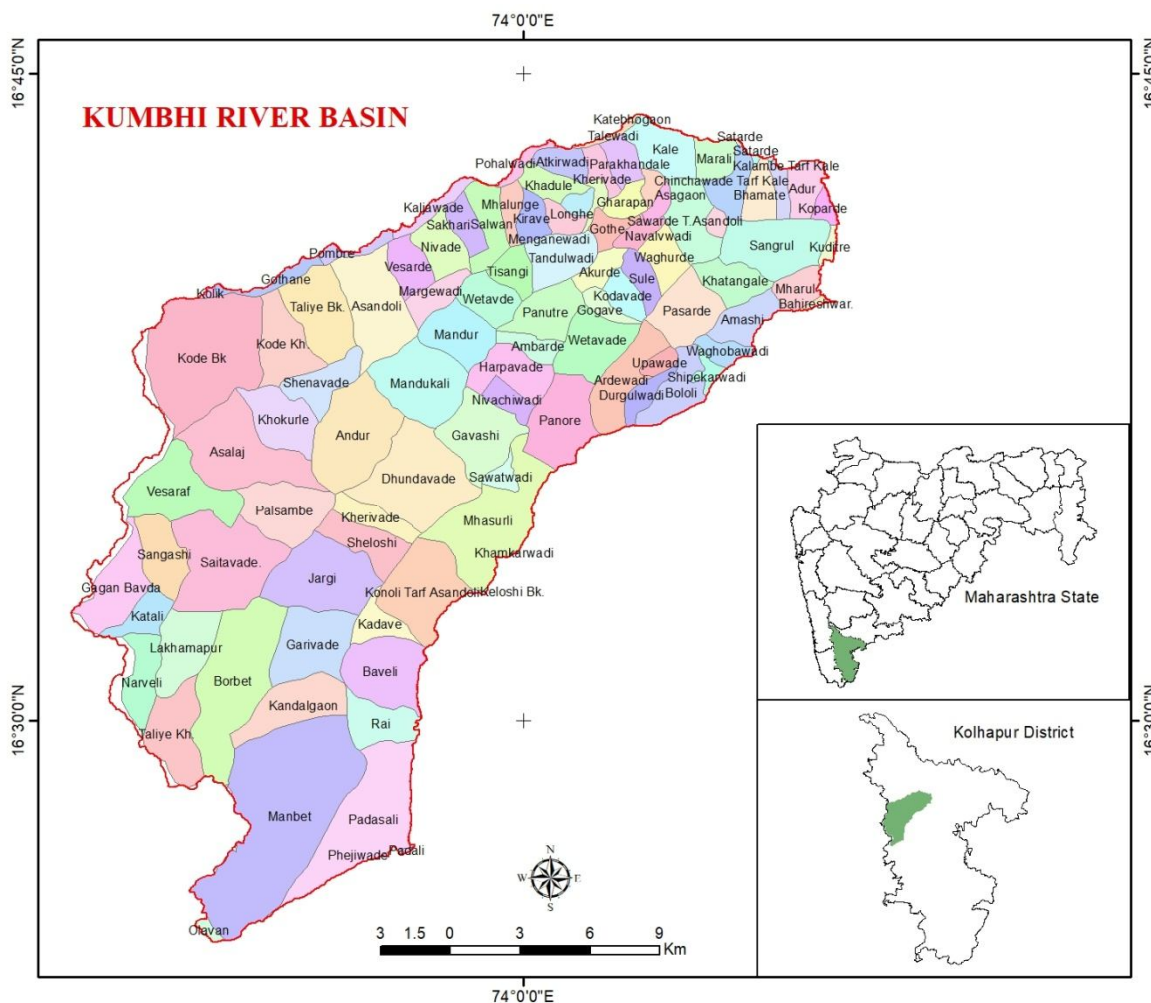 74°0'0"E
16°45'0"N
16°45'0"N
KUMBHI RIVER BASIN
Katebhogaon
Talewadi
Kale
Satarde
Satarde
Marali
Kalambe Tarf Kale
Pohalwadi
Atkirwadi
Parakhandale
Kherivade
Chinchawade
Tarf Kale
Khadule
Asagaon
Bhamate
Adur
Kaljawade
Mhalunge
Gharapan
Koparde
Sakhari
Salwan
Kirave
Longhe
Sawarde T.Asandoli
Gothe
Navalvwadi
Nivade
Menganewadi
Sangrul
Kuditre
Pombre
Tandulwadi
Waghurde
Vesarde
Tisangi
Akurde
Sule
Khatangale
Gothane
Kolik
Margewadi
Wetavde
Kodavade
Mharul
Taliye Bk.
Asandoli
Panutre
Gogave
Pasarde
Bahireshwar.
Amashi
Mandur
Kode Bk
Kode Kh.
Ambarde
Wetavade
Waghobawadi
Harpavade
Upawade
Shenavade
Mandukali
Ardewadi
Shipekarwadi
Nivachiwadi
Durgulwadi
Bololi
Khokurle
Panore
Andur
Gavashi
Asalaj
Sawatwadi
Dhundavade
Vesaraf
Palsambe
Kherivade
Mhasurli
Sheloshi
Sangashi
Saitavade.
Khamkarwadi
Jargi
Gagan Bavda
Konoli Tarf Asandoli
Keloshi Bk.
Katali
Kadave
Lakhamapur
Garivade
Narveli
Borbet
Baveli
Kandalgaon
Rai
Taliye Kh.
Manbet
Padasali
Phejiwade
Padali
Olavan
Maharashtra State
Kolhapur District
16°30'0"N
16°30'0"N
N
W E
S
3 1.5 0 3 6 9
Km
74°0'0"E